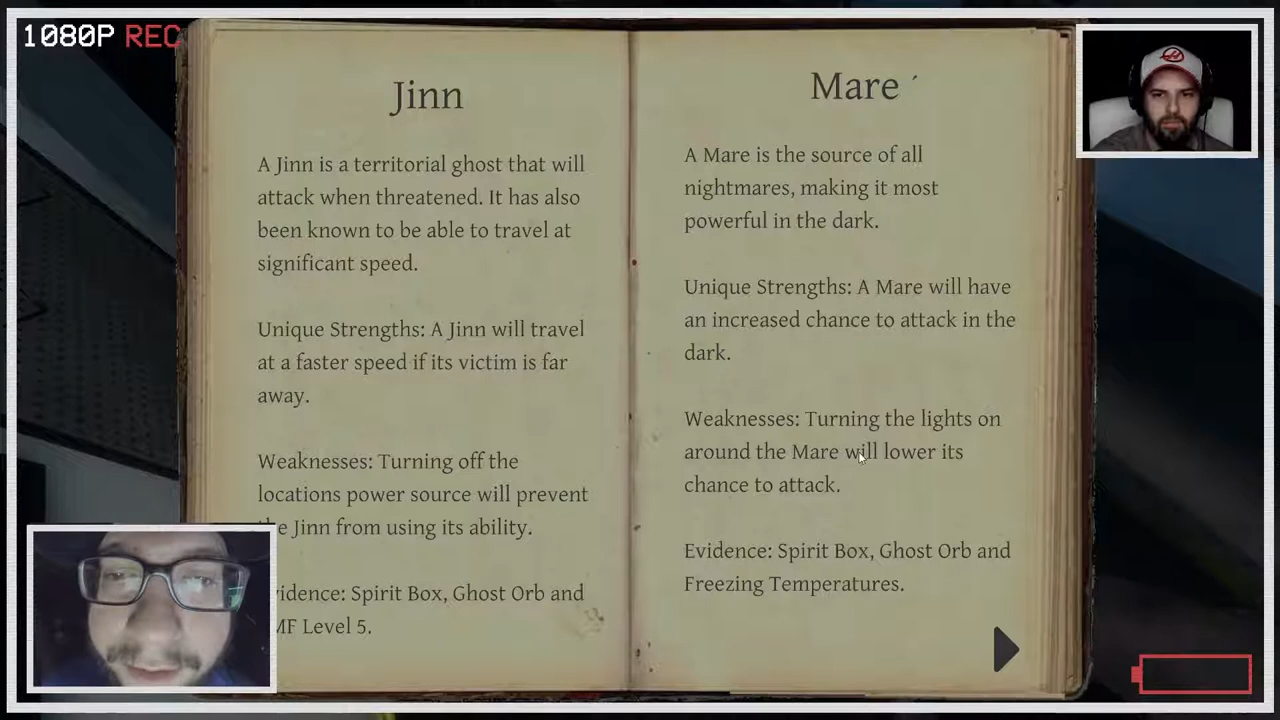 1080P REC
Jinn
A Jinn is a territorial ghost that will
attack when threatened. It has also
been known to be able to travel at
significant speed.
Unique Strengths: A Jinn will travel
at a faster speed if its victim is far
away.
Weaknesses: Turning off the
locations power source will prevent
the Jinn from using its ability.
vidence: Spirit Box, Ghost Orb and
MF Level 5.
Mare
A Mare is the source of all
nightmares, making it most
powerful in the dark.
Unique Strengths: A Mare will have
an increased chance to attack in the
dark.
Weaknesses: Turning the lights on
around the Mare will lower its
chance to attack.
Evidence: Spirit Box, Ghost Orb and
Freezing Temperatures.